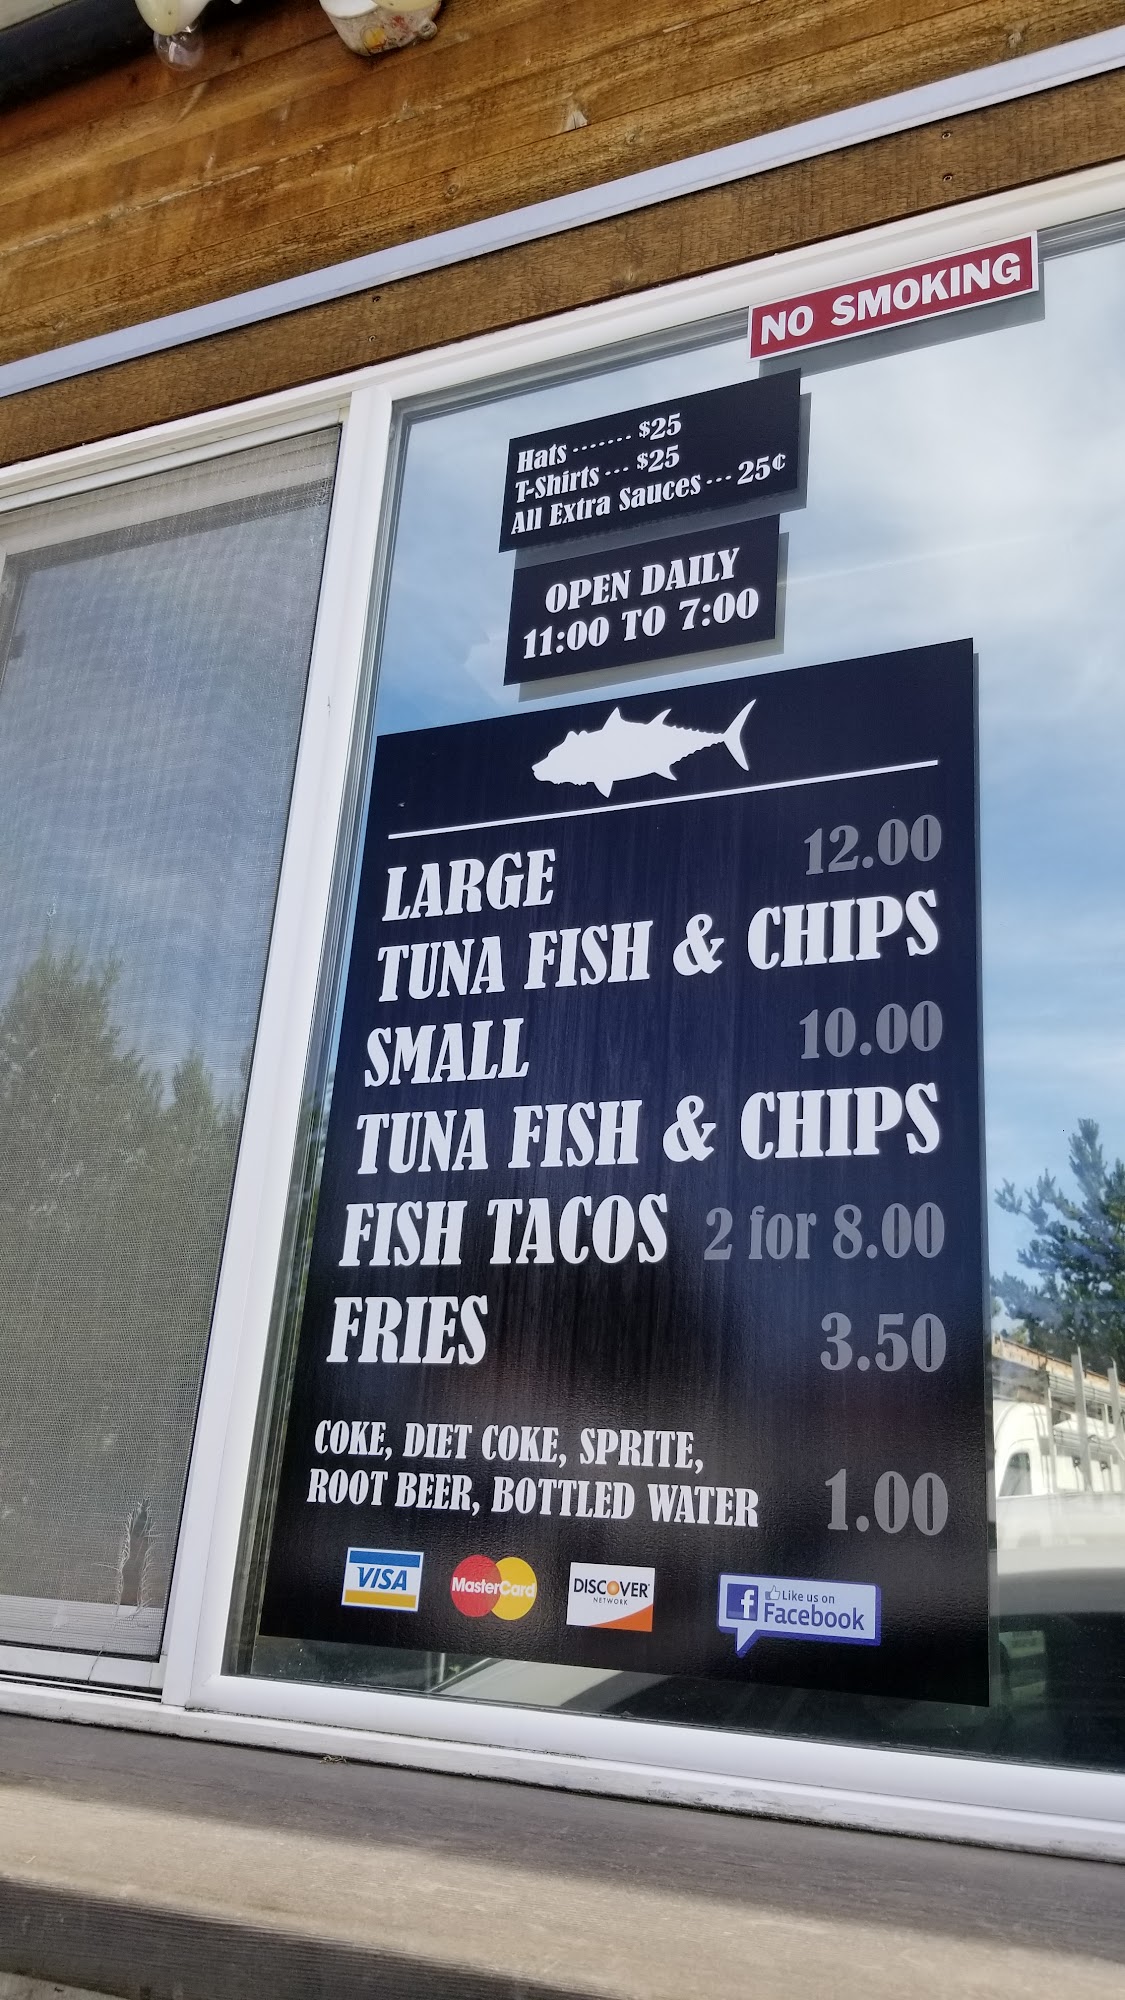 NO SMOKING
Hats ....... $25
T-Shirts ... $25
All Extra Sauces ... 25¢
OPEN DAILY
11:00 TO 7:00
LARGE 12.00
TUNA FISH & CHIPS
SMALL 10.00
TUNA FISH & CHIPS
FISH TACOS 2 for 8.00
FRIES 3.50
COKE, DIET COKE, SPRITE,
ROOT BEER, BOTTLED WATER 1.00
VISA
MasterCard
DISCOVER
NETWORK
f Like us on
Facebook